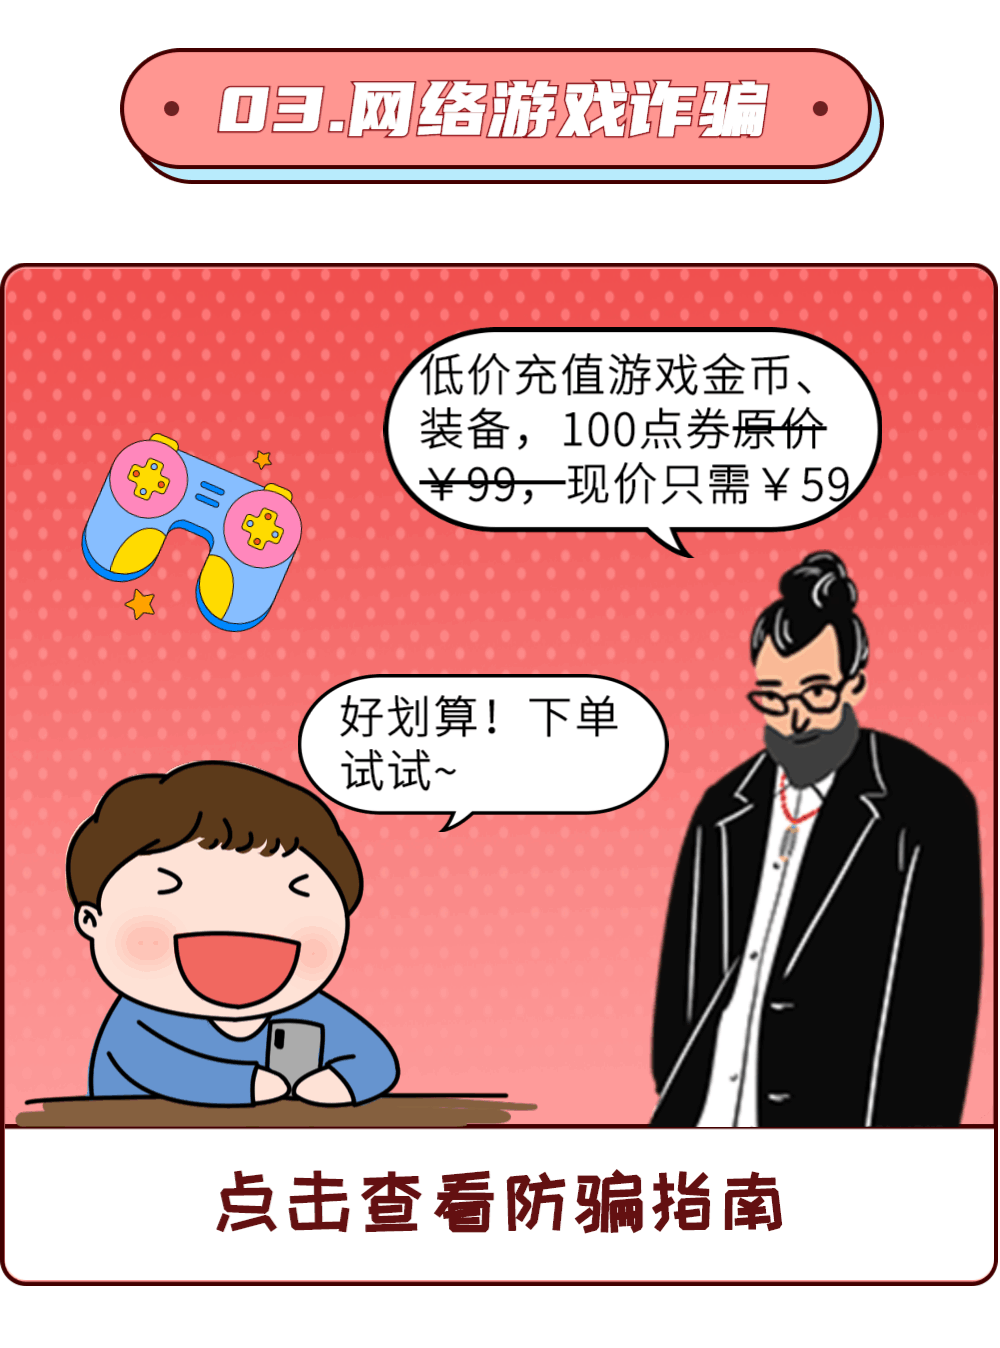 03.网络游戏诈骗
低价充值游戏金币、
装备，100点券原价
￥99，现价只需￥59
好划算！下单
试试~
点击查看防骗指南